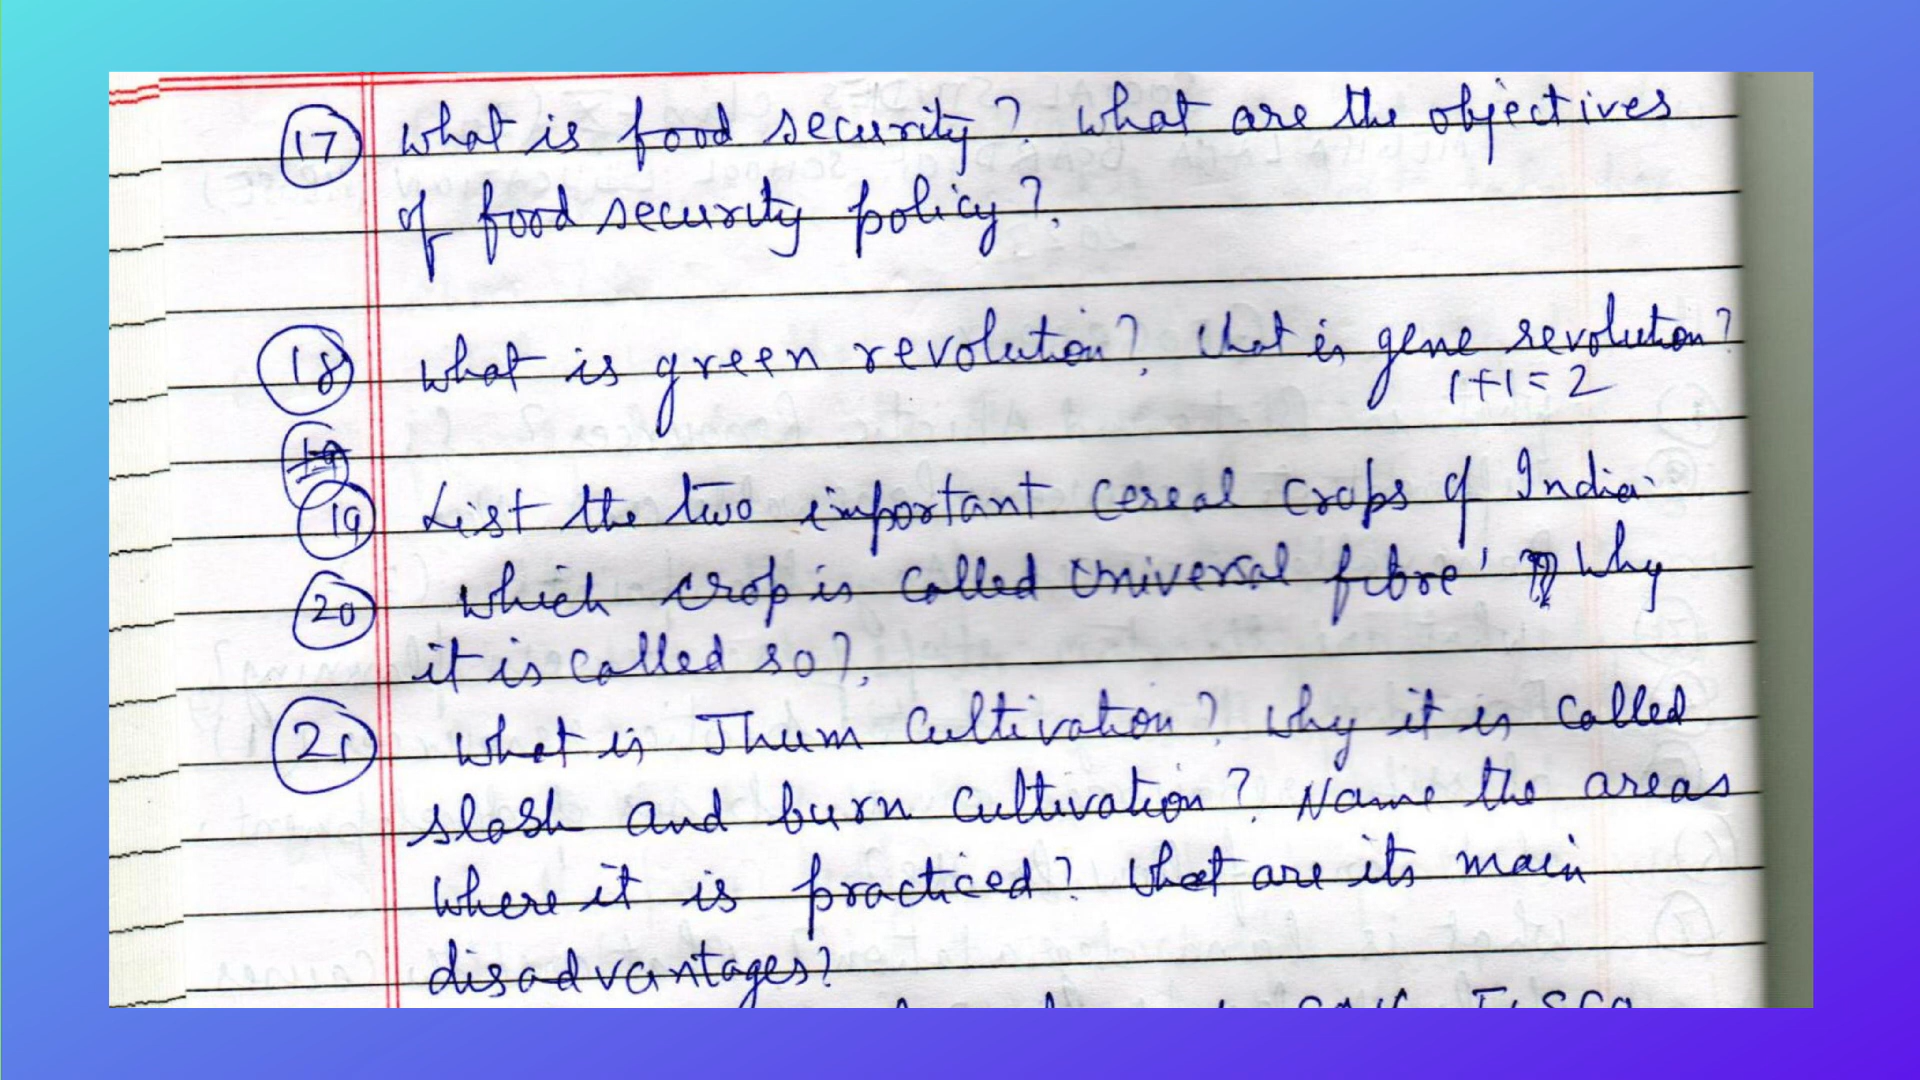 17 What is food security? What are the objectives
of food security policy?
18 What is green revolution? What is gene revolution?
1+1=2
19
19 List the two important cereal crops of India.
20 Which crop is called Universal fibre' Why
it is called so?
21 What is Jhum Cultivation? Why it is called
slash and burn cultivation? Name the areas
where it is practiced? What are its main
disadvantages?